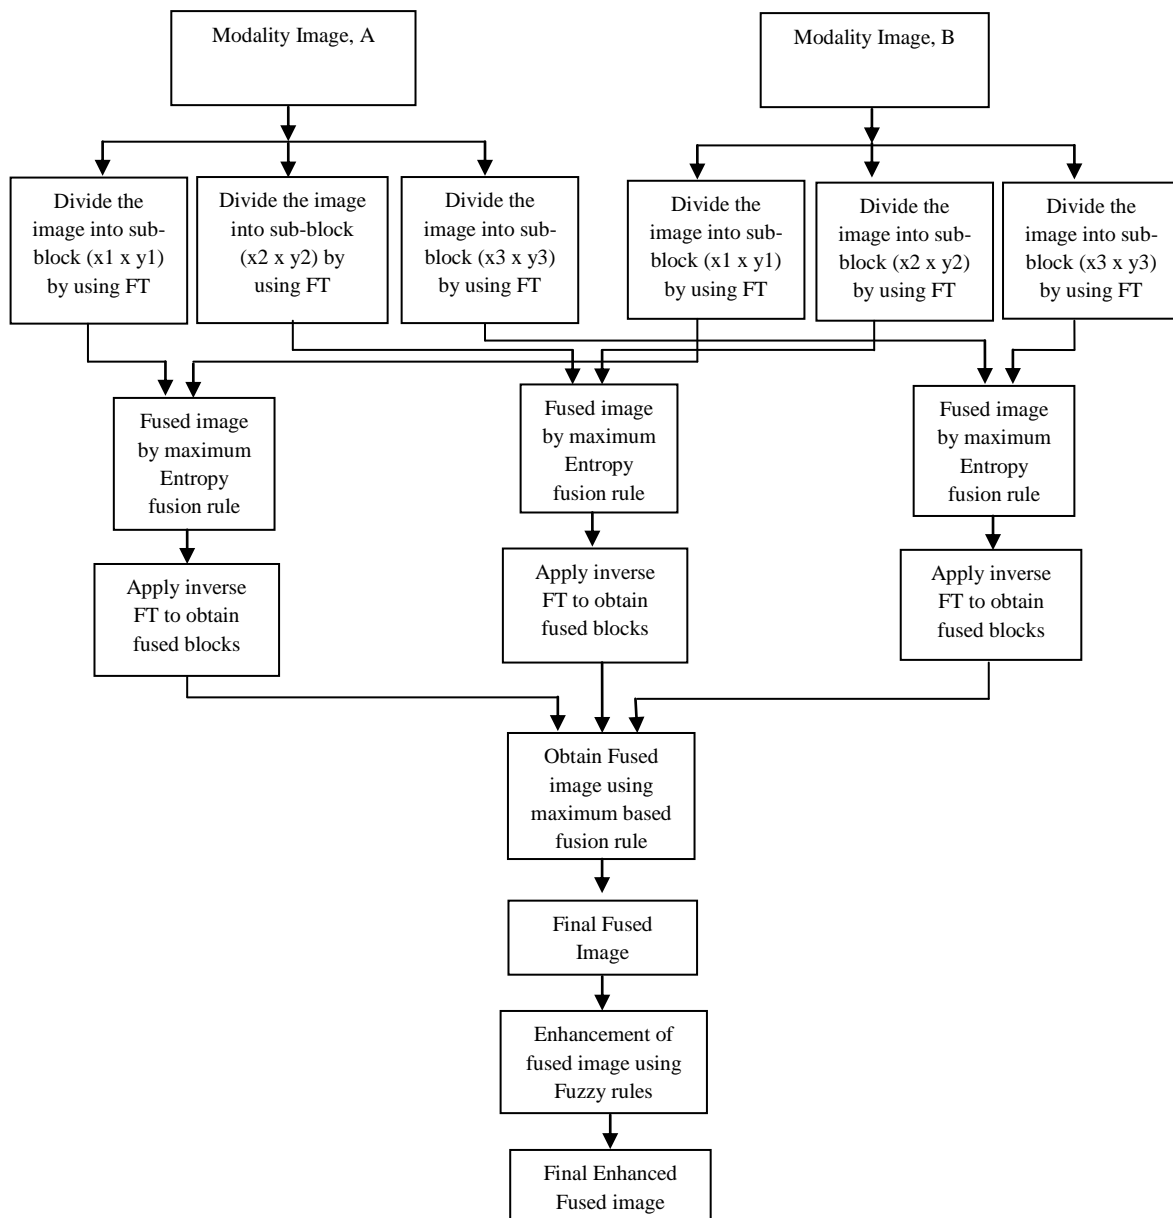 Modality Image, A
Modality Image, B
Divide the
image into sub-
block (x1 x y1)
by using FT
Divide the image
into sub-block
(x2 x y2) by
using FT
Divide the
image into sub-
block (x3 x y3)
by using FT
Divide the
image into sub-
block (x1 x y1)
by using FT
Divide the
image into sub-
block (x2 x y2)
by using FT
Divide the
image into sub-
block (x3 x y3)
by using FT
Fused image
by maximum
Entropy
fusion rule
Fused image
by maximum
Entropy
fusion rule
Fused image
by maximum
Entropy
fusion rule
Apply inverse
FT to obtain
fused blocks
Apply inverse
FT to obtain
fused blocks
Apply inverse
FT to obtain
fused blocks
Obtain Fused
image using
maximum based
fusion rule
Final Fused
Image
Enhancement of
fused image using
Fuzzy rules
Final Enhanced
Fused image